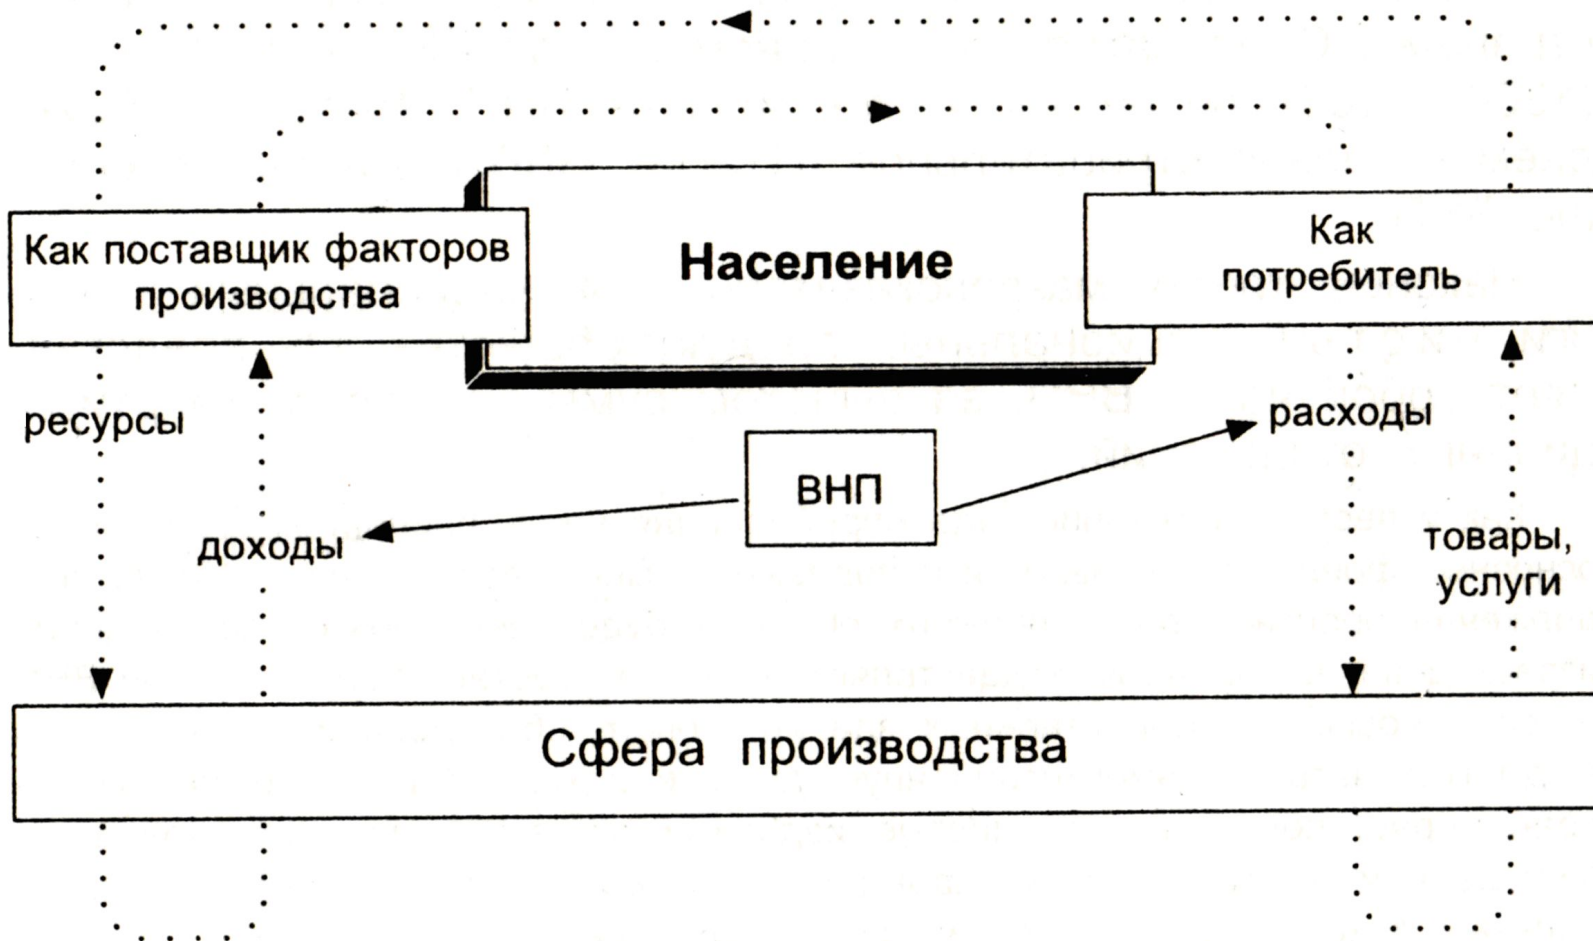 Как поставщик факторов
производства
Население
Как
потребитель
ресурсы
расходы
ВНП
доходы
товары,
услуги
Сфера производства